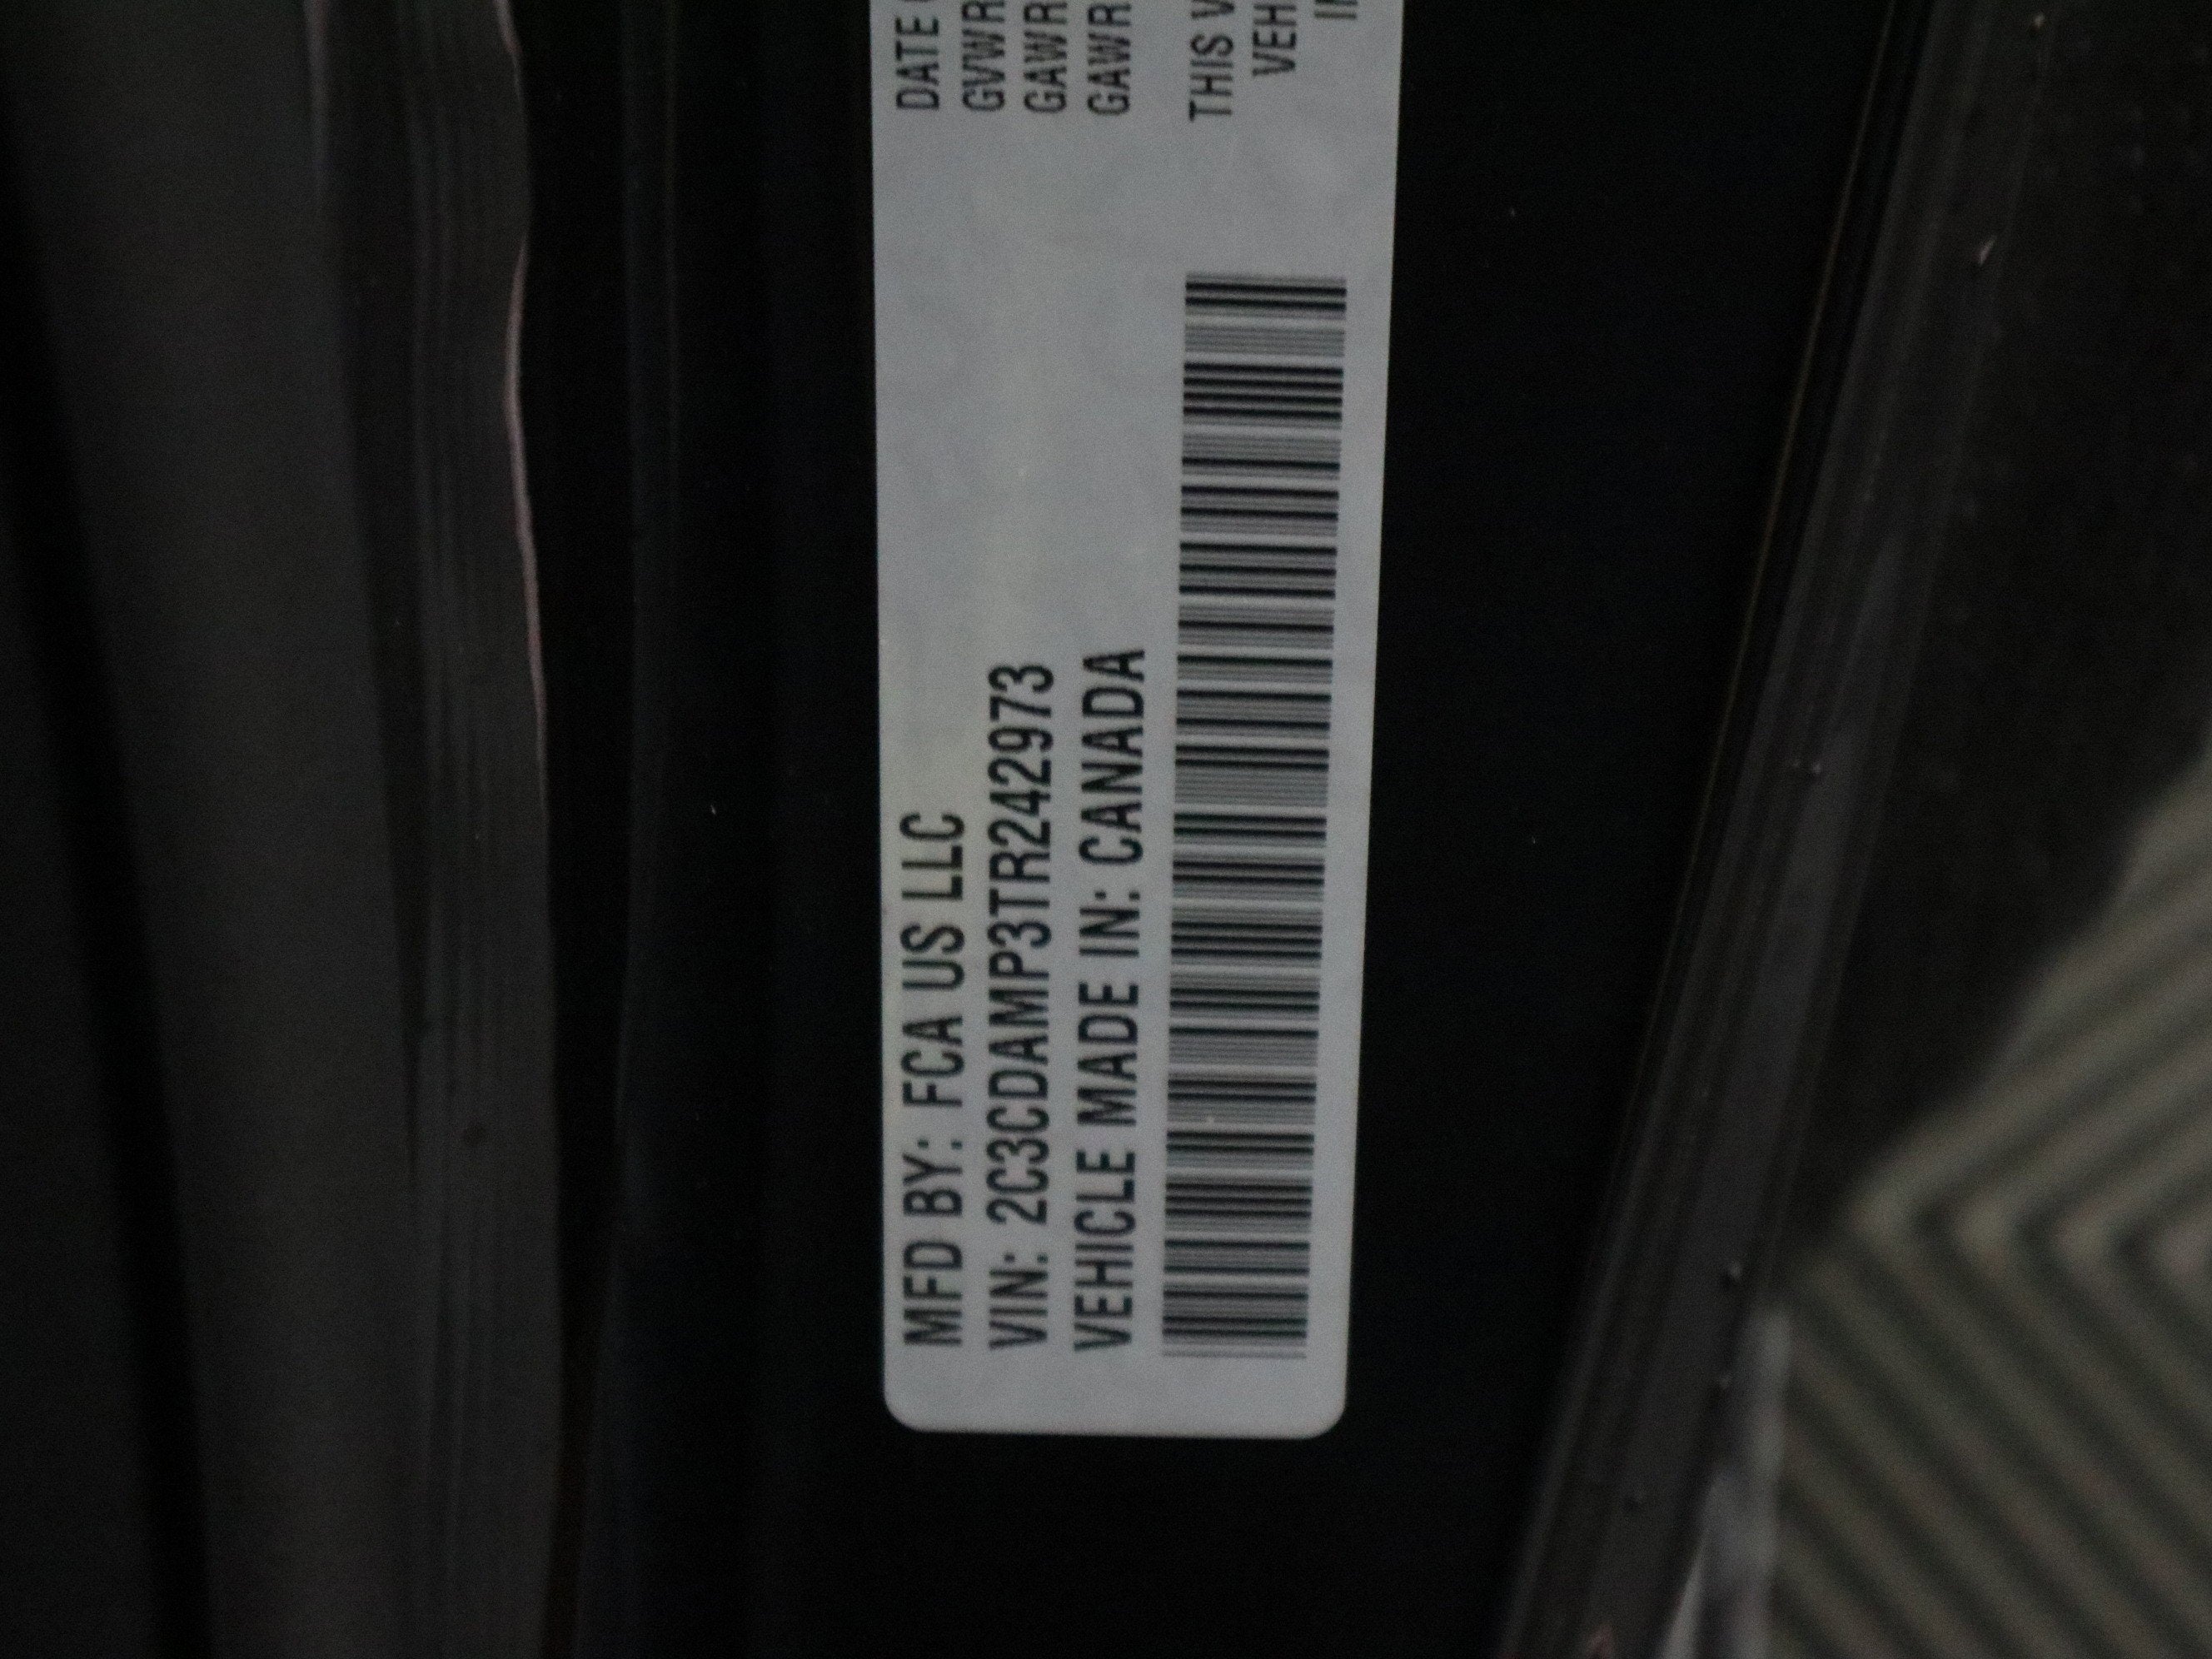 MFD BY: FCA US LLC
VIN: 2C3CDAMP3TR242973
VEHICLE MADE IN: CANADA
DATE
GVWR
GAWR
GAWR
THIS V
VEH